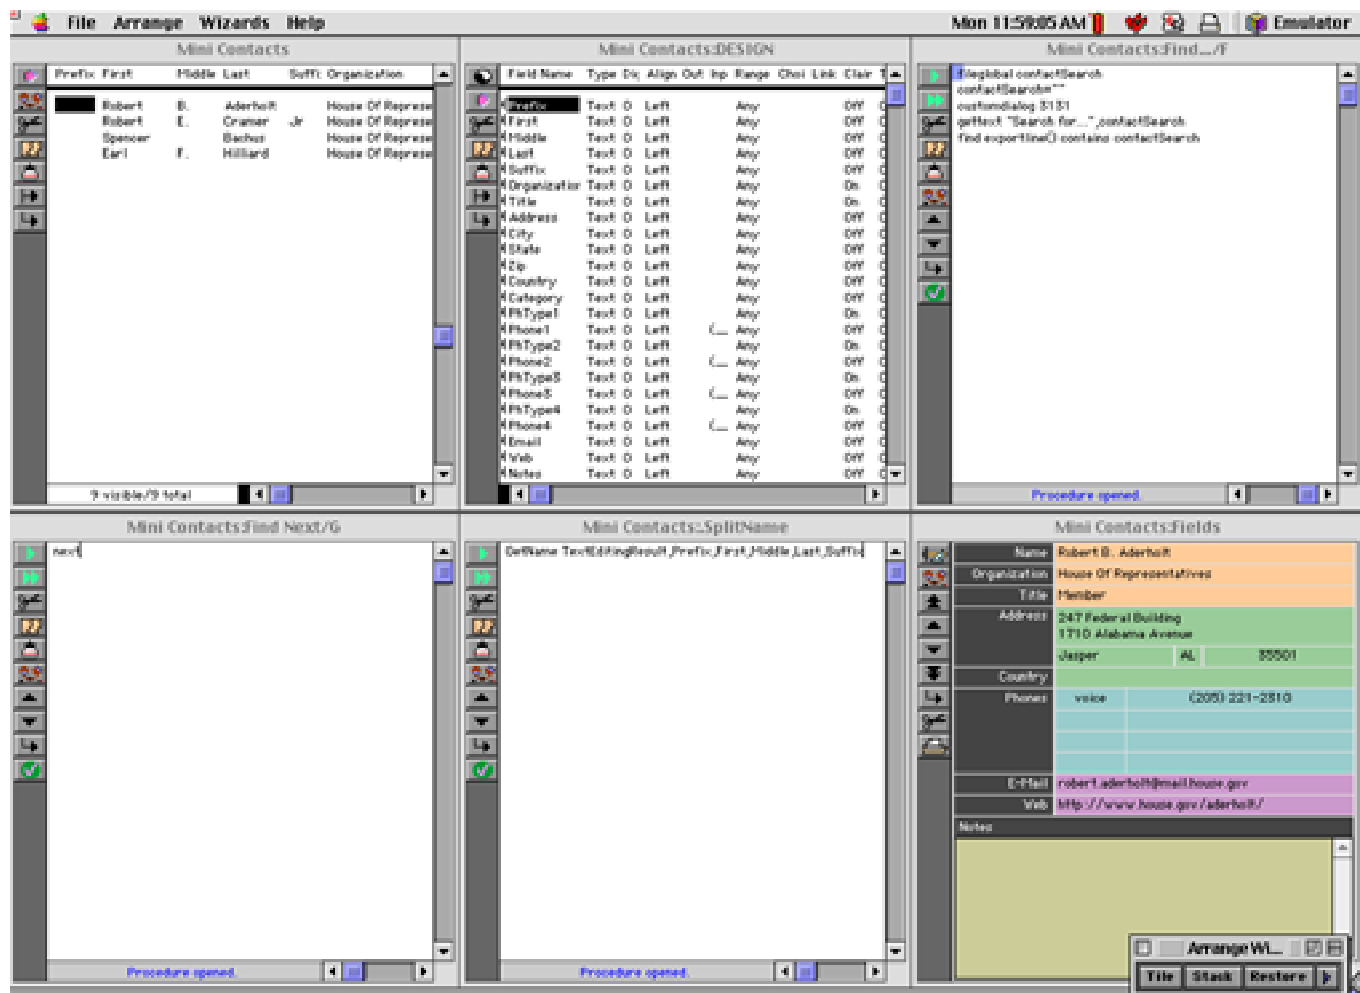 File Arrange Wizards Help Mon 11:59:05 AM Emulator
Mini Contacts
Prefix First Middle Last Suffi Organization
Robert B. Aderholt House Of Represe
Robert E. Cramer Jr House Of Represe
Spencer Bachus House Of Represe
Earl F. Hilliard House Of Represe
9 visible/9 total
Mini Contacts:DESIGN
Field Name Type Dig Align Out Inp Range Choi Link Clair
Prefix Text 0 Left Any Off
First Text 0 Left Any Off
Middle Text 0 Left Any Off
Last Text 0 Left Any Off
Suffix Text 0 Left Any Off
Organization Text 0 Left Any On
Title Text 0 Left Any On
Address Text 0 Left Any Off
City Text 0 Left Any Off
State Text 0 Left Any Off
Zip Text 0 Left Any Off
Country Text 0 Left Any Off
Category Text 0 Left Any Off
PhType1 Text 0 Left Any On
Phone1 Text 0 Left (... Any Off
PhType2 Text 0 Left Any On
Phone2 Text 0 Left (... Any Off
PhType3 Text 0 Left Any On
Phone3 Text 0 Left (... Any Off
PhType4 Text 0 Left Any On
Phone4 Text 0 Left (... Any Off
Email Text 0 Left Any Off
Web Text 0 Left Any Off
Notes Text 0 Left Any Off
Mini Contacts:Find.../F
fileglobal contactSearch
contactSearch=""
customdialog 3131
gettext "Search for...",contactSearch
find exportline() contains contactSearch
Procedure opened.
Mini Contacts:Find Next/G
next
Procedure opened.
Mini Contacts:.SplitName
GetName TextEditingResult,Prefix,First,Middle,Last,Suffix
Procedure opened.
Mini Contacts:Fields
Name Robert B. Aderholt
Organization House Of Representatives
Title Member
Address 247 Federal Building
1710 Alabama Avenue
Jasper AL 35501
Country
Phones voice (205) 221-2310
E-Mail robert.aderholt@mail.house.gov
Web http://www.house.gov/aderholt/
Notes
Arrange Wi...
Tile Stack Restore